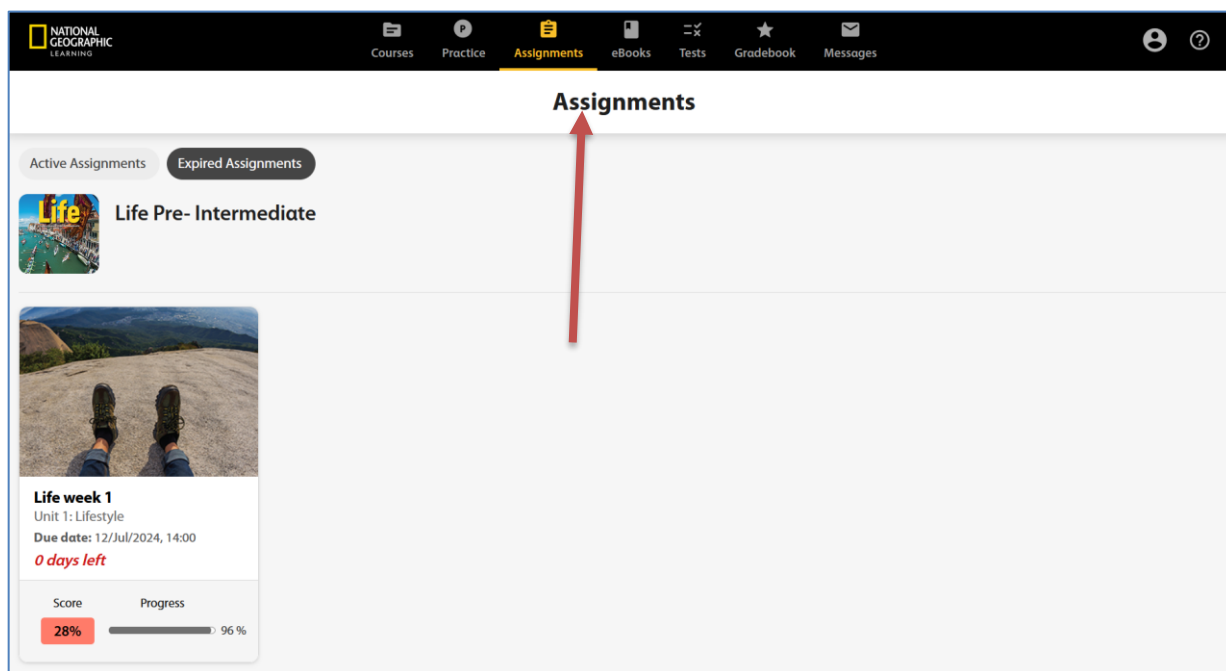 NATIONAL
GEOGRAPHIC
LEARNING
Courses
P
Practice
Assignments
eBooks
Tests
Gradebook
Messages
?
Assignments
Active Assignments
Expired Assignments
Life
Life Pre- Intermediate
Life week 1
Unit 1: Lifestyle
Due date: 12/Jul/2024, 14:00
0 days left
Score Progress
28% 96 %